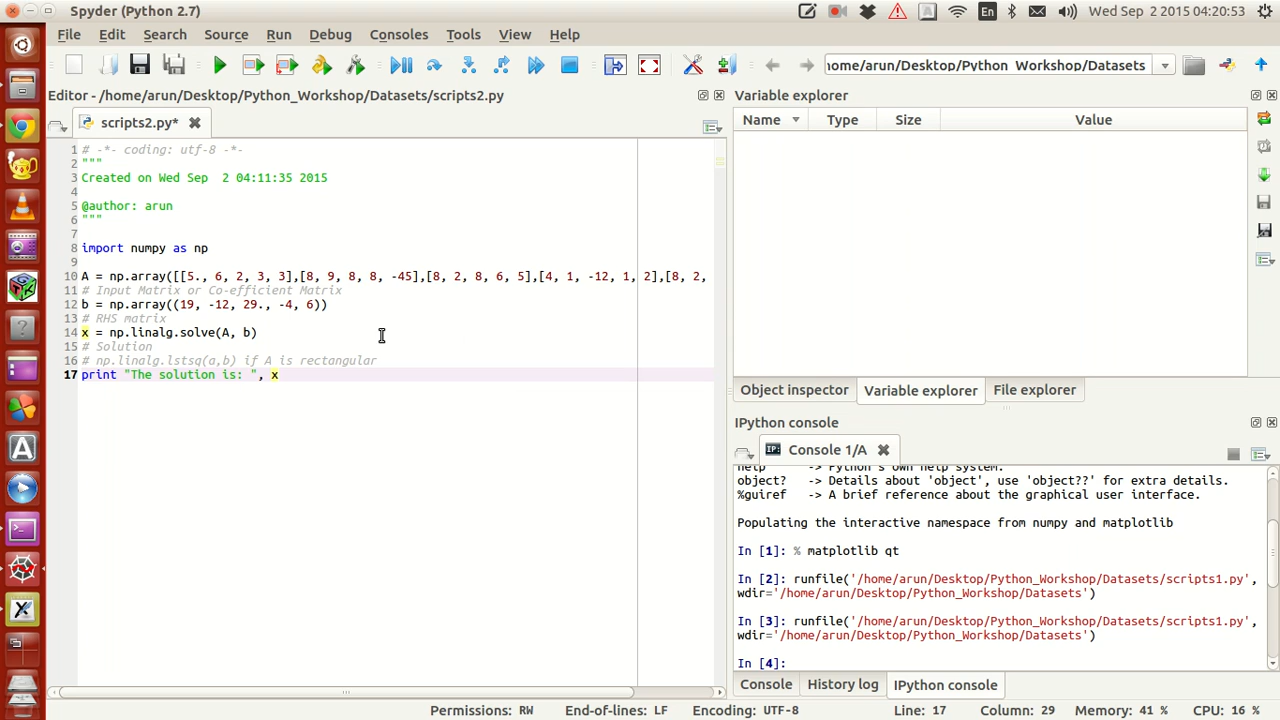 Spyder (Python 2.7)
En
Wed Sep 2 2015 04:20:53
File Edit Search Source Run Debug Consoles Tools View Help
home/arun/Desktop/Python_Workshop/Datasets
Editor - /home/arun/Desktop/Python_Workshop/Datasets/scripts2.py
scripts2.py*
1 # -*- coding: utf-8 -*-
2 """
3 Created on Wed Sep  2 04:11:35 2015
4
5 @author: arun
6 """
7
8 import numpy as np
9
10 A = np.array([[5., 6, 2, 3, 3],[8, 9, 8, 8, -45],[8, 2, 8, 6, 5],[4, 1, -12, 1, 2],[8, 2,
11 # Input Matrix or Co-efficient Matrix
12 b = np.array((19, -12, 29., -4, 6))
13 # RHS matrix
14 x = np.linalg.solve(A, b)
15 # Solution
16 # np.linalg.lstsq(a,b) if A is rectangular
17 print "The solution is: ", x
Variable explorer
Name Type Size Value
Object inspector Variable explorer File explorer
IPython console
IP: Console 1/A
help -> Python's own help system.
object? -> Details about 'object', use 'object??' for extra details.
%guiref -> A brief reference about the graphical user interface.
Populating the interactive namespace from numpy and matplotlib
In [1]: % matplotlib qt
In [2]: runfile('/home/arun/Desktop/Python_Workshop/Datasets/scripts1.py',
wdir='/home/arun/Desktop/Python_Workshop/Datasets')
In [3]: runfile('/home/arun/Desktop/Python_Workshop/Datasets/scripts1.py',
wdir='/home/arun/Desktop/Python_Workshop/Datasets')
In [4]:
Console History log IPython console
Permissions: RW End-of-lines: LF Encoding: UTF-8 Line: 17 Column: 29 Memory: 41 % CPU: 16 %